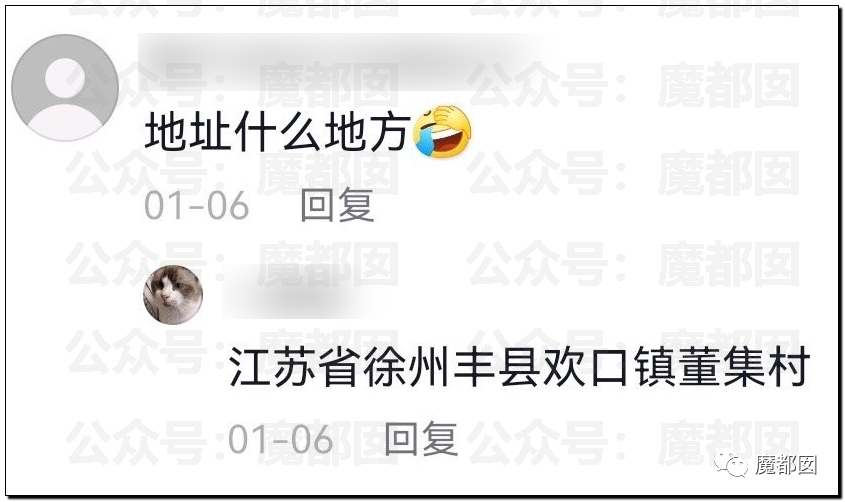 地址什么地方🤣
01-06 回复
江苏省徐州丰县欢口镇董集村
01-06 回复
公众号：魔都囡
魔都囡